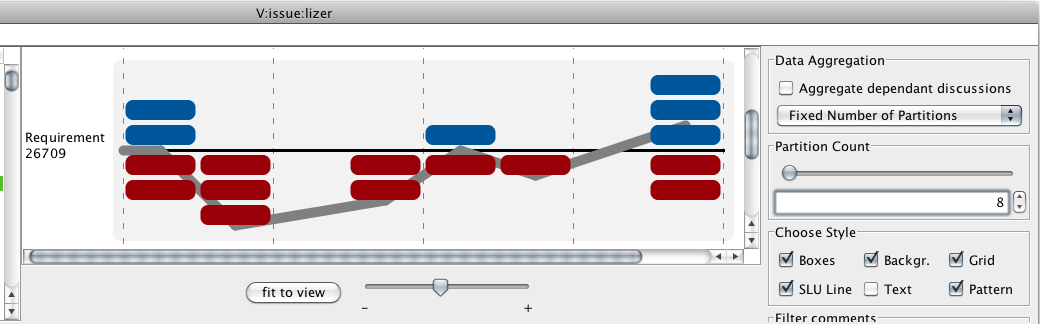 V:issue:lizer
Requirement
26709
fit to view
–
+
Data Aggregation
Aggregate dependant discussions
Fixed Number of Partitions
Partition Count
8
Choose Style
Boxes
Backgr.
Grid
SLU Line
Text
Pattern
Filter comments